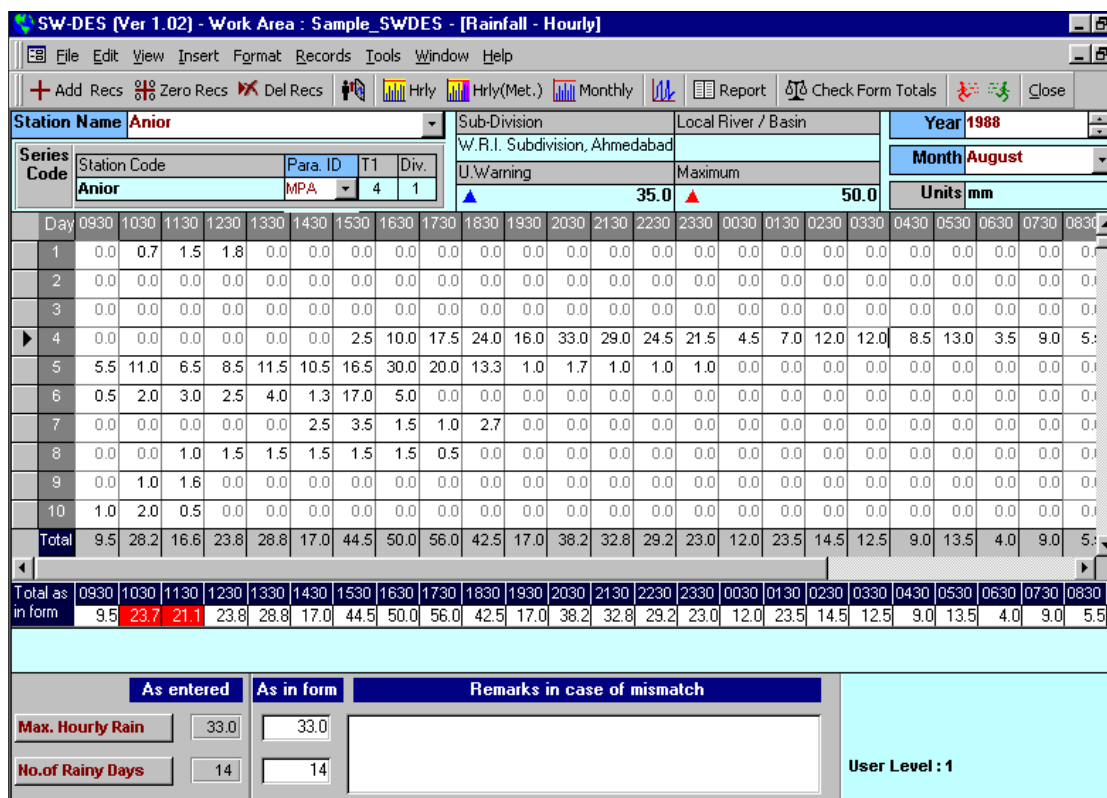 SW-DES (Ver 1.02) - Work Area : Sample_SWDES - [Rainfall - Hourly]
File Edit View Insert Format Records Tools Window Help
Add Recs Zero Recs Del Recs Hrly Hrly(Met.) Monthly Report Check Form Totals Close
Station Name Anior Sub-Division Local River / Basin Year 1988
W.R.I. Subdivision, Ahmedabad
Series Code Station Code Para. ID T1 Div. U.Warning Maximum Month August
Anior MPA 4 1 35.0 50.0 Units mm
Day 0930 1030 1130 1230 1330 1430 1530 1630 1730 1830 1930 2030 2130 2230 2330 0030 0130 0230 0330 0430 0530 0630 0730 0830
1 0.0 0.7 1.5 1.8 0.0 0.0 0.0 0.0 0.0 0.0 0.0 0.0 0.0 0.0 0.0 0.0 0.0 0.0 0.0 0.0 0.0 0.0 0.0 0.
2 0.0 0.0 0.0 0.0 0.0 0.0 0.0 0.0 0.0 0.0 0.0 0.0 0.0 0.0 0.0 0.0 0.0 0.0 0.0 0.0 0.0 0.0 0.0 0.
3 0.0 0.0 0.0 0.0 0.0 0.0 0.0 0.0 0.0 0.0 0.0 0.0 0.0 0.0 0.0 0.0 0.0 0.0 0.0 0.0 0.0 0.0 0.0 0.
4 0.0 0.0 0.0 0.0 0.0 0.0 2.5 10.0 17.5 24.0 16.0 33.0 29.0 24.5 21.5 4.5 7.0 12.0 12.0 8.5 13.0 3.5 9.0 5.
5 5.5 11.0 6.5 8.5 11.5 10.5 16.5 30.0 20.0 13.3 1.0 1.7 1.0 1.0 1.0 0.0 0.0 0.0 0.0 0.0 0.0 0.0 0.0 0.
6 0.5 2.0 3.0 2.5 4.0 1.3 17.0 5.0 0.0 0.0 0.0 0.0 0.0 0.0 0.0 0.0 0.0 0.0 0.0 0.0 0.0 0.0 0.0 0.
7 0.0 0.0 0.0 0.0 0.0 2.5 3.5 1.5 1.0 2.7 0.0 0.0 0.0 0.0 0.0 0.0 0.0 0.0 0.0 0.0 0.0 0.0 0.0 0.
8 0.0 0.0 1.0 1.5 1.5 1.5 1.5 1.5 0.5 0.0 0.0 0.0 0.0 0.0 0.0 0.0 0.0 0.0 0.0 0.0 0.0 0.0 0.0 0.
9 0.0 1.0 1.6 0.0 0.0 0.0 0.0 0.0 0.0 0.0 0.0 0.0 0.0 0.0 0.0 0.0 0.0 0.0 0.0 0.0 0.0 0.0 0.0 0.
10 1.0 2.0 0.5 0.0 0.0 0.0 0.0 0.0 0.0 0.0 0.0 0.0 0.0 0.0 0.0 0.0 0.0 0.0 0.0 0.0 0.0 0.0 0.0 0.
Total 9.5 28.2 16.6 23.8 28.8 17.0 44.5 50.0 56.0 42.5 17.0 38.2 32.8 29.2 23.0 12.0 23.5 14.5 12.5 9.0 13.5 4.0 9.0 5.
Total as in form 0930 1030 1130 1230 1330 1430 1530 1630 1730 1830 1930 2030 2130 2230 2330 0030 0130 0230 0330 0430 0530 0630 0730 0830
9.5 23.7 21.1 23.8 28.8 17.0 44.5 50.0 56.0 42.5 17.0 38.2 32.8 29.2 23.0 12.0 23.5 14.5 12.5 9.0 13.5 4.0 9.0 5.5
As entered As in form Remarks in case of mismatch
Max. Hourly Rain 33.0 33.0
No.of Rainy Days 14 14
User Level : 1